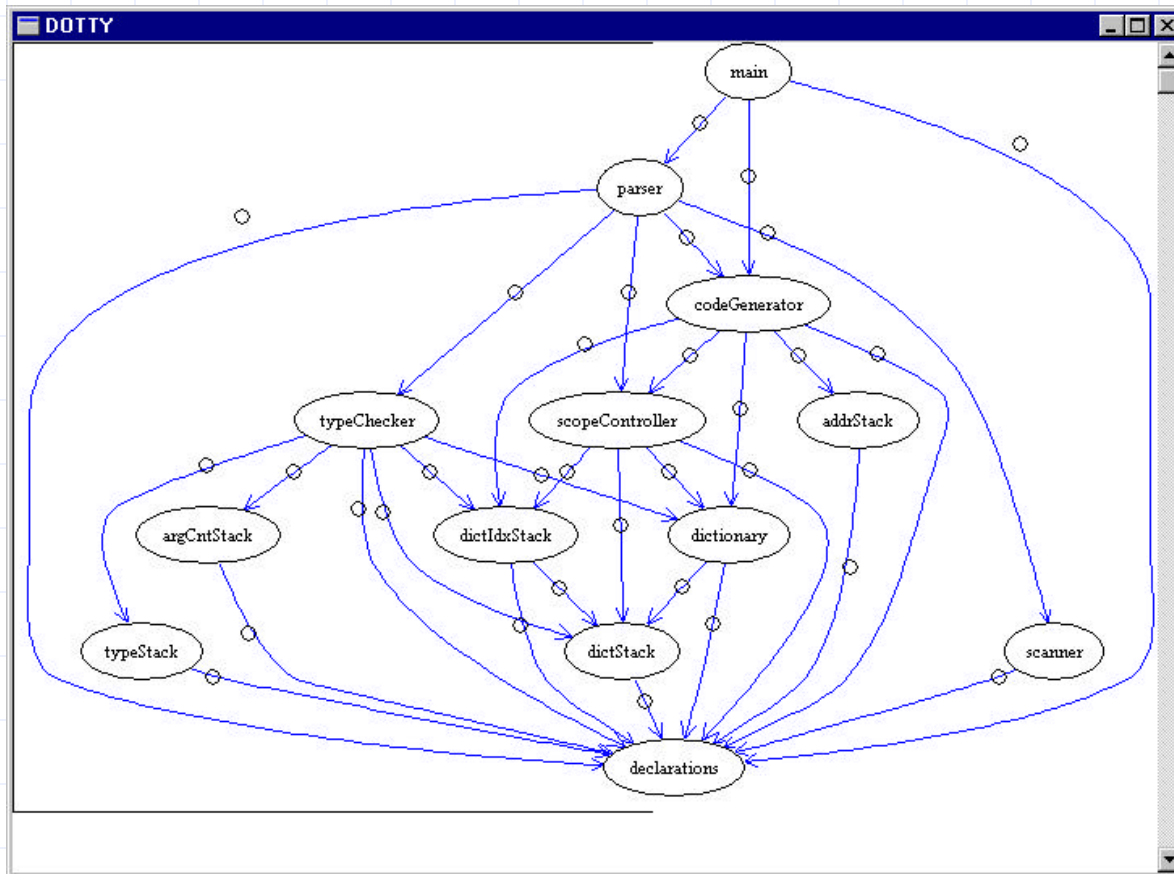 DOTTY
main
parser
codeGenerator
typeChecker
scopeController
addrStack
argCntStack
dictIdxStack
dictionary
typeStack
dictStack
scanner
declarations